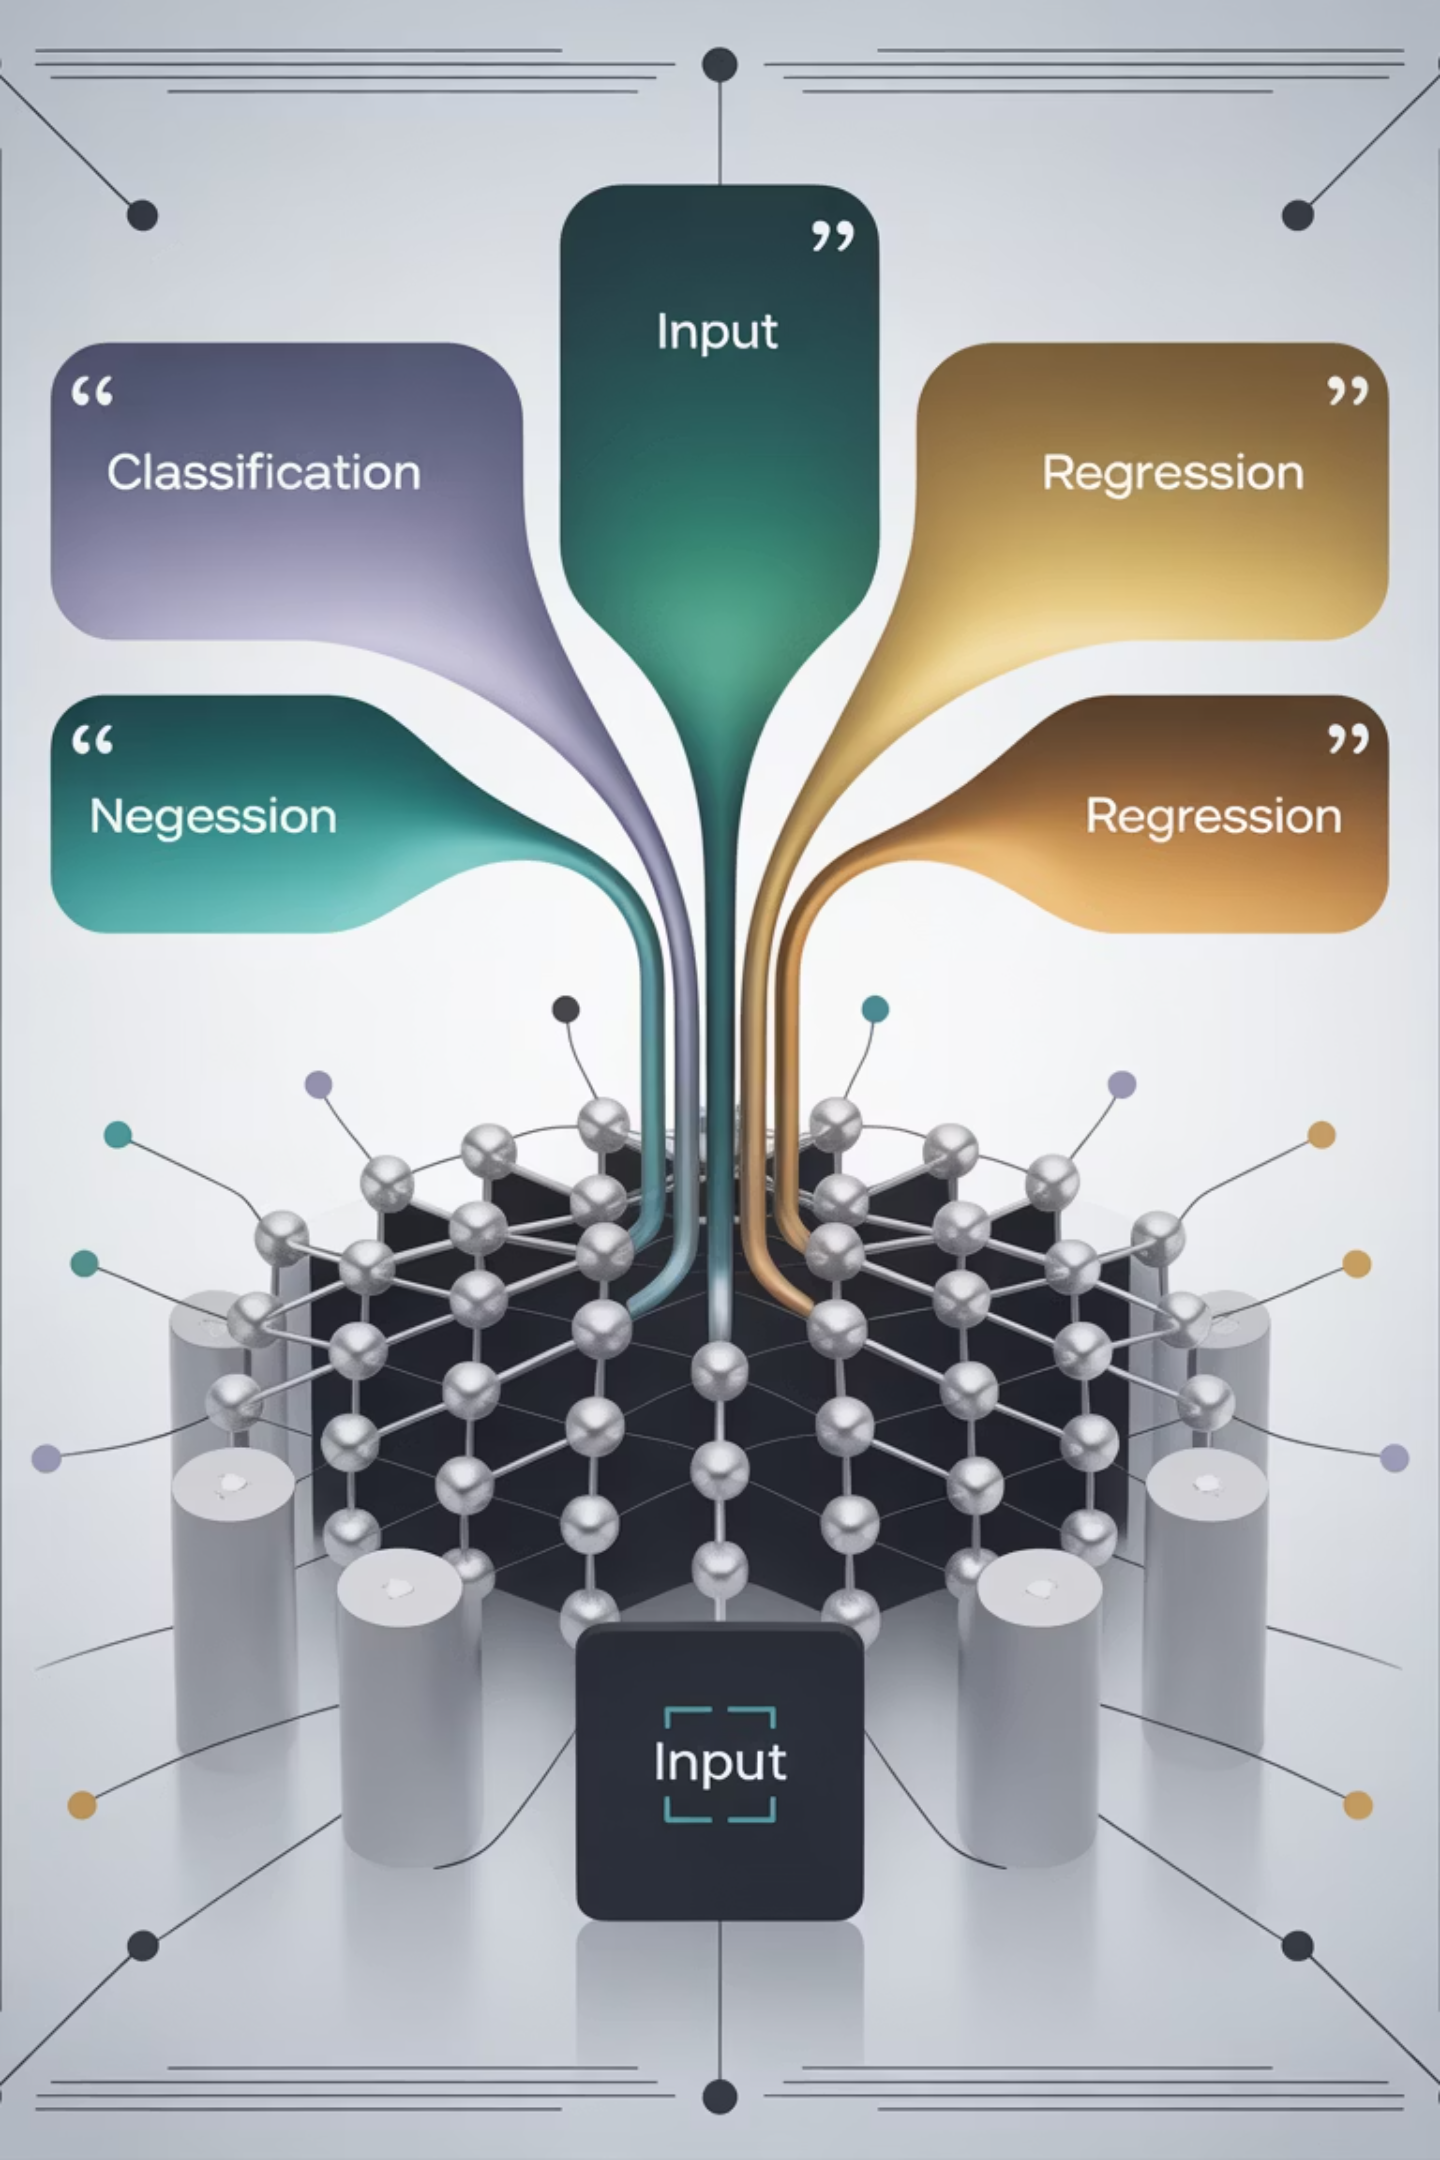 ”
Input
“
Classification
”
Regression
“
Negession
”
Regression
Input